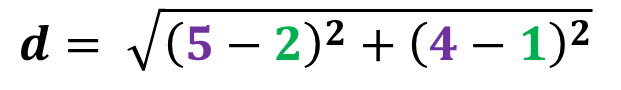 d = √(5 − 2)² + (4 − 1)²